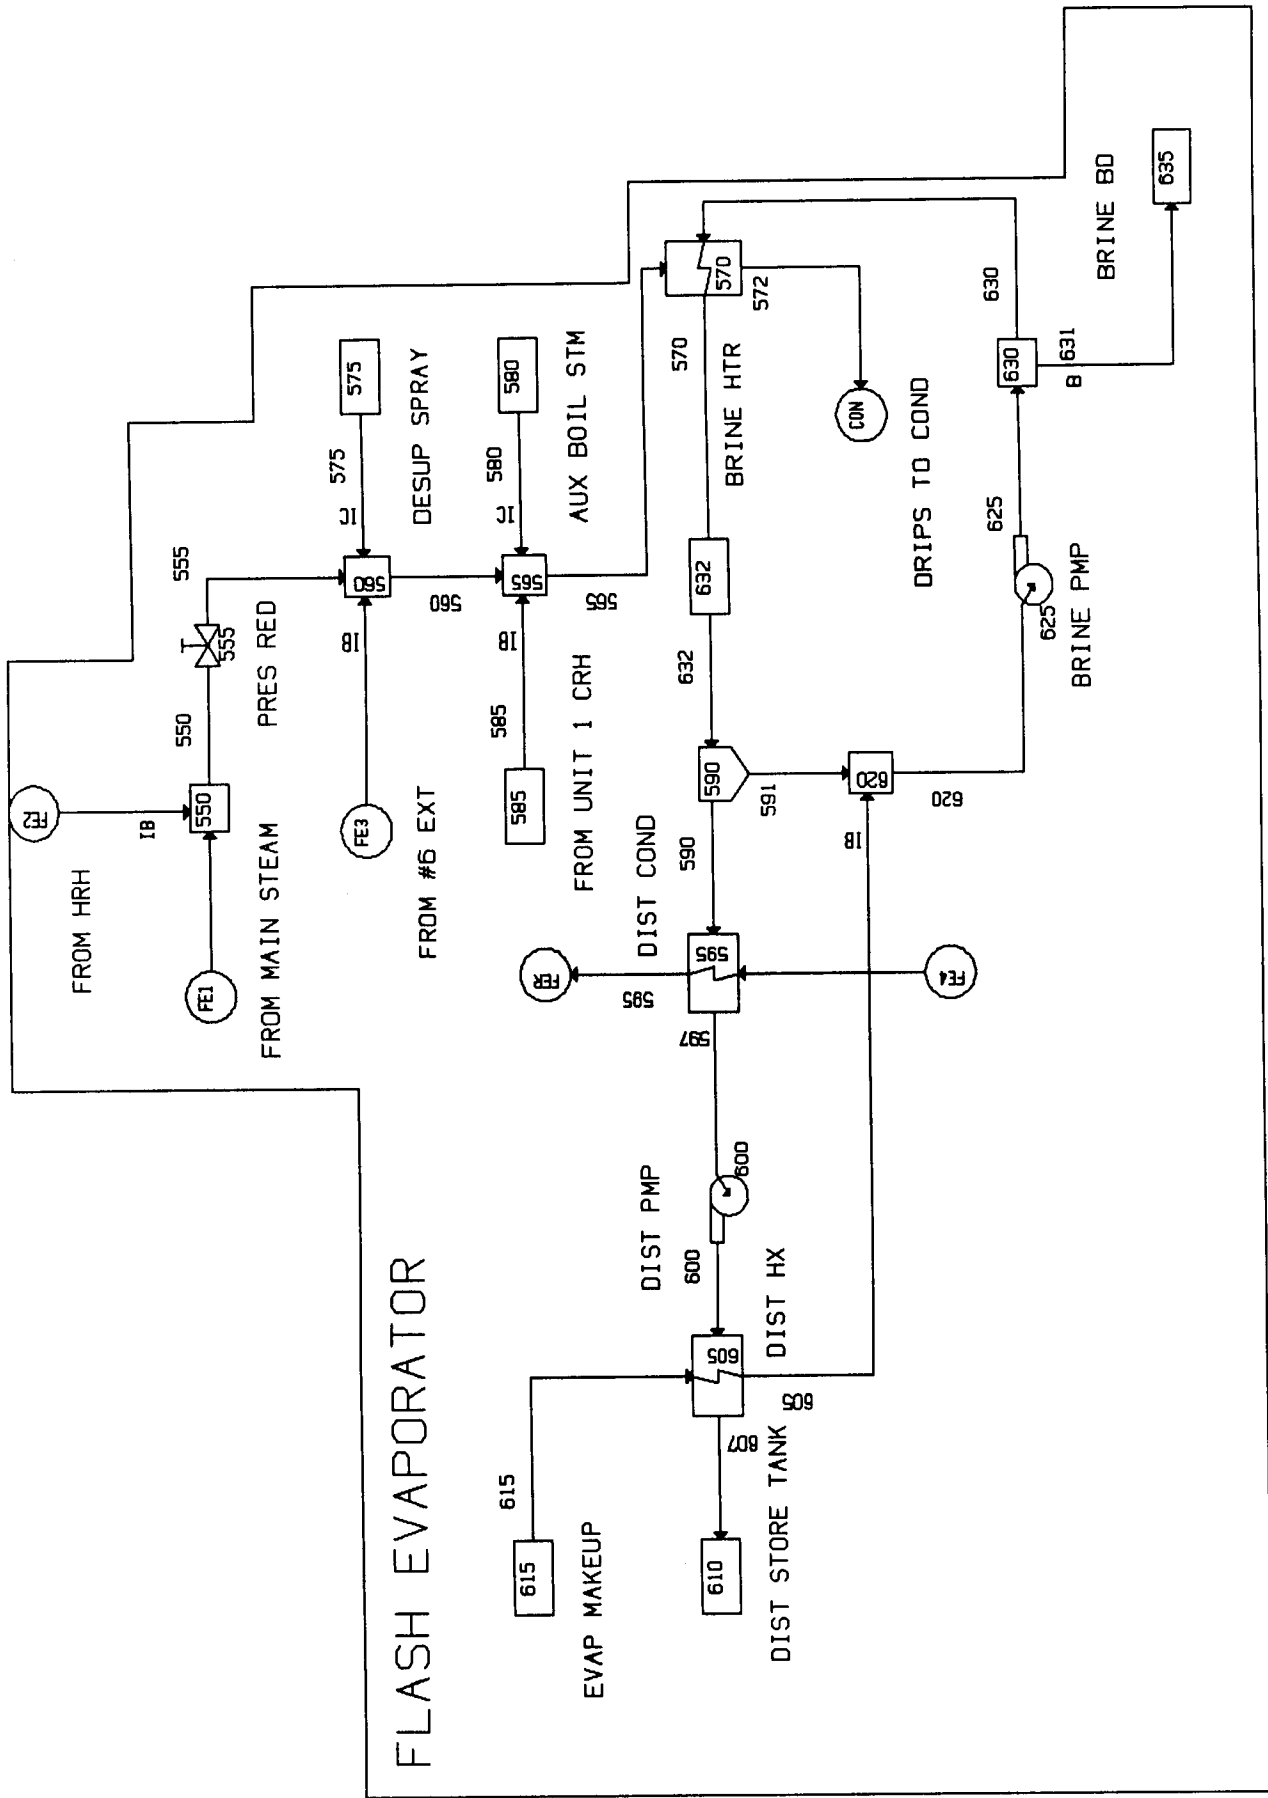 FLASH EVAPORATOR
FROM HRH
FE2
IB
FE1
FROM MAIN STEAM
550
550
PRES RED
555
555
FE3
FROM #6 EXT
IB
560
IC
575
575
DESUP SPRAY
560
585
585
FROM UNIT 1 CRH
IB
565
IC
580
580
AUX BOIL STM
565
615
615
EVAP MAKEUP
610
DIST STORE TANK
607
605
605
DIST HX
DIST PMP
600
600
597
FER
595
595
DIST COND
FE4
590
590
591
632
632
570
570
BRINE HTR
572
CON
DRIPS TO COND
IB
620
620
625
625
BRINE PMP
630
630
631
B
635
BRINE BD